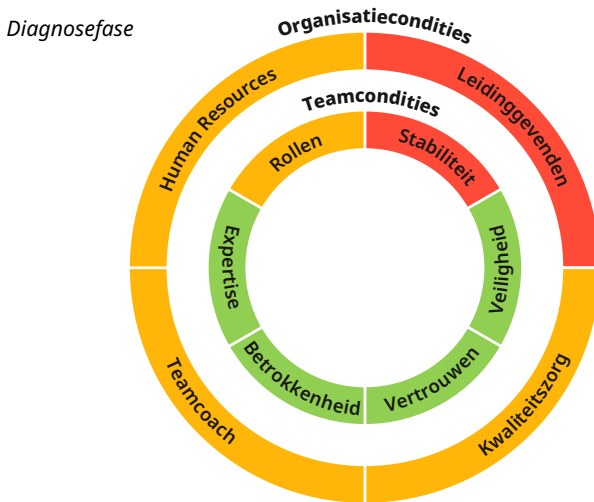 Diagnosefase
Organisatiecondities
Human Resources
Leidinggevenden
Teamcondities
Rollen
Stabiliteit
Expertise
Veiligheid
Betrokkenheid
Vertrouwen
Teamcoach
Kwaliteitszorg